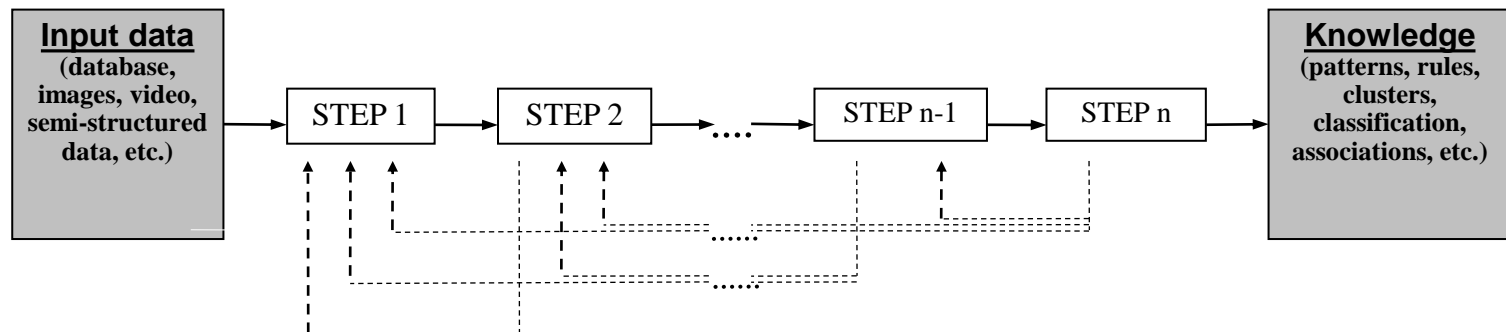 Input data
(database,
images, video,
semi-structured
data, etc.)
STEP 1
STEP 2
....
STEP n-1
STEP n
Knowledge
(patterns, rules,
clusters,
classification,
associations, etc.)
......
......